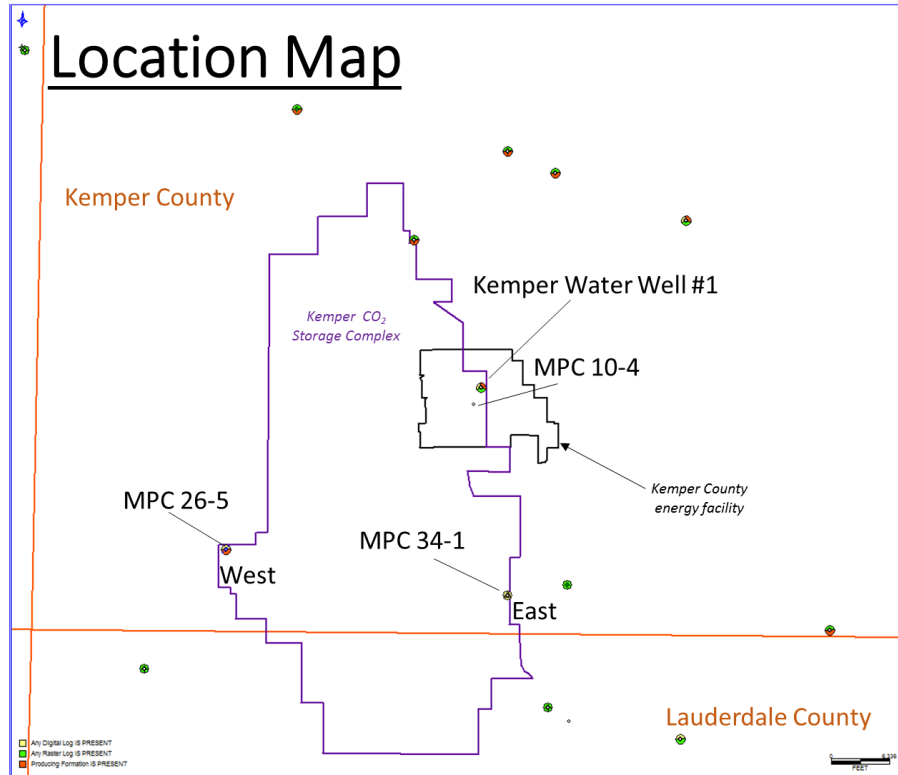 Location Map
Kemper County
Kemper Water Well #1
Kemper CO₂
Storage Complex
MPC 10-4
Kemper County
energy facility
MPC 26-5
MPC 34-1
West
East
Lauderdale County
Any Digital Log IS PRESENT
Any Raster Log IS PRESENT
Producing Formation IS PRESENT
0
FEET